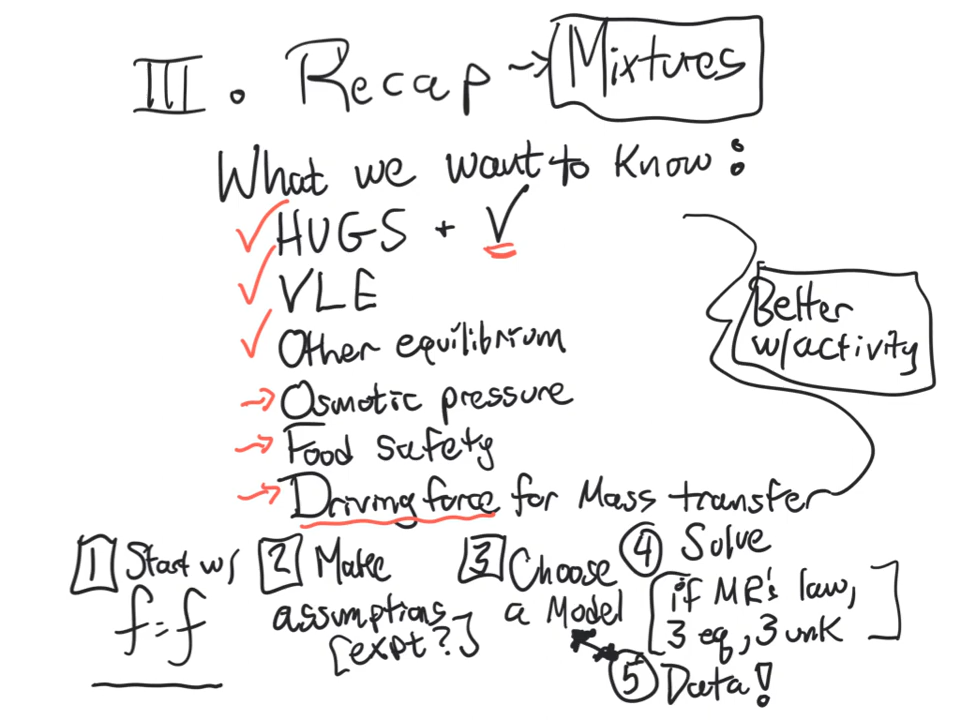 III. Recap → Mixtures
What we want to know:
✓ HUGS + V
✓ VLE
✓ Other equilibrium
→ Osmotic pressure
→ Food safety
→ Driving force for Mass transfer
Better
w/activity
1 Start w/
f=f
2 Make
assumptions
[expt?]
3 Choose
a Model
4 Solve
[if MR's law,
3 eq, 3 unk]
5 Data!